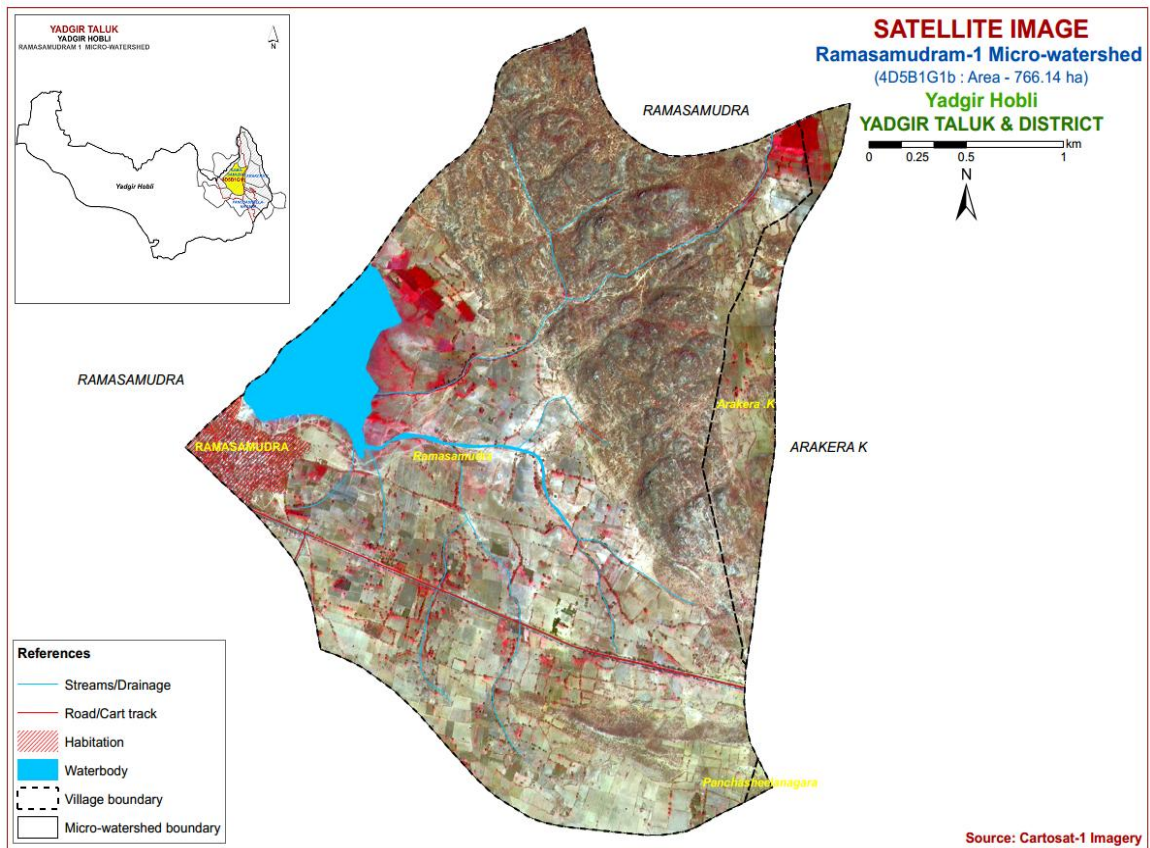 YADGIR TALUK
YADGIR HOBLI
RAMASAMUDRAM 1 MICRO-WATERSHED
N
Yadgir Hobli
SATELLITE IMAGE
Ramasamudram-1 Micro-watershed
(4D5B1G1b : Area - 766.14 ha)
Yadgir Hobli
YADGIR TALUK & DISTRICT
km
0 0.25 0.5 1
N
RAMASAMUDRA
RAMASAMUDRA
Arakera .K
ARAKERA K
RAMASAMUDRA
Ramasamudra
Panchasheelanagara
References
Streams/Drainage
Road/Cart track
Habitation
Waterbody
Village boundary
Micro-watershed boundary
Source: Cartosat-1 Imagery